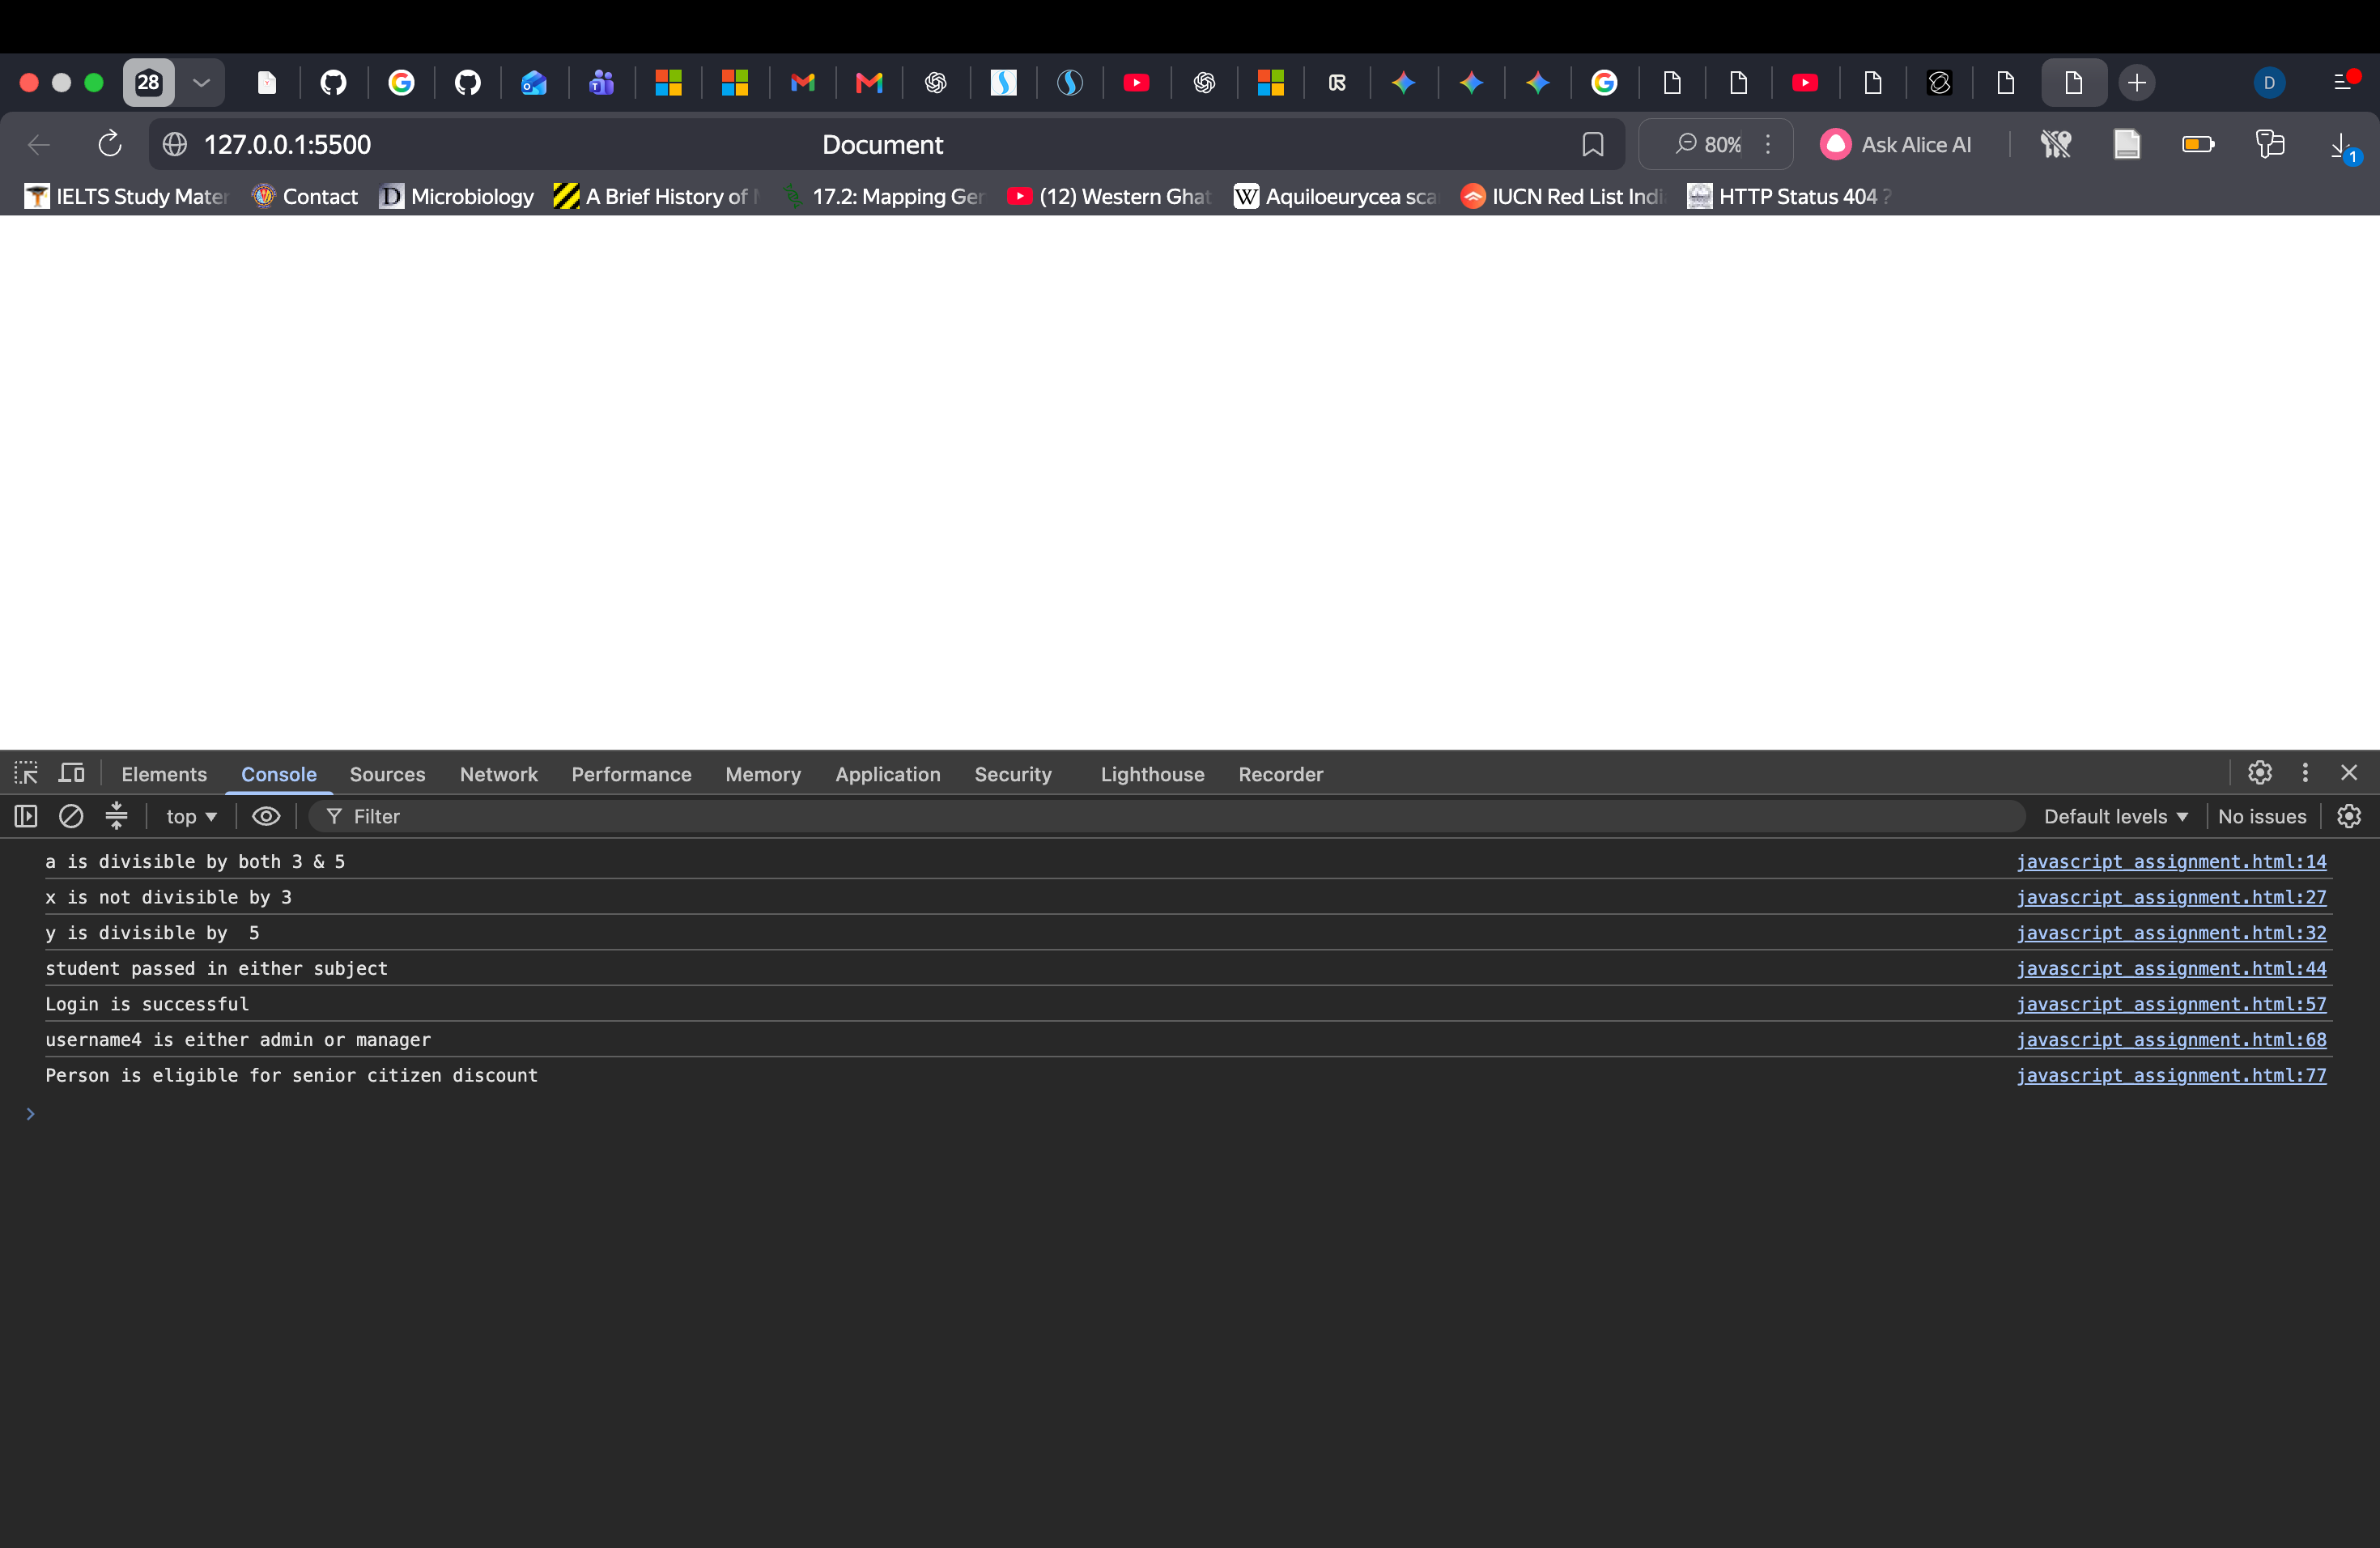 28
127.0.0.1:5500 Document 80% Ask Alice AI 1
D
IELTS Study Mater Contact Microbiology A Brief History of 17.2: Mapping Ger (12) Western Ghat Aquiloeurycea sca IUCN Red List Indi HTTP Status 404 ?
Elements Console Sources Network Performance Memory Application Security Lighthouse Recorder
top Filter Default levels No issues
a is divisible by both 3 & 5 javascript_assignment.html:14
x is not divisible by 3 javascript_assignment.html:27
y is divisible by  5 javascript_assignment.html:32
student passed in either subject javascript_assignment.html:44
Login is successful javascript_assignment.html:57
username4 is either admin or manager javascript_assignment.html:68
Person is eligible for senior citizen discount javascript_assignment.html:77